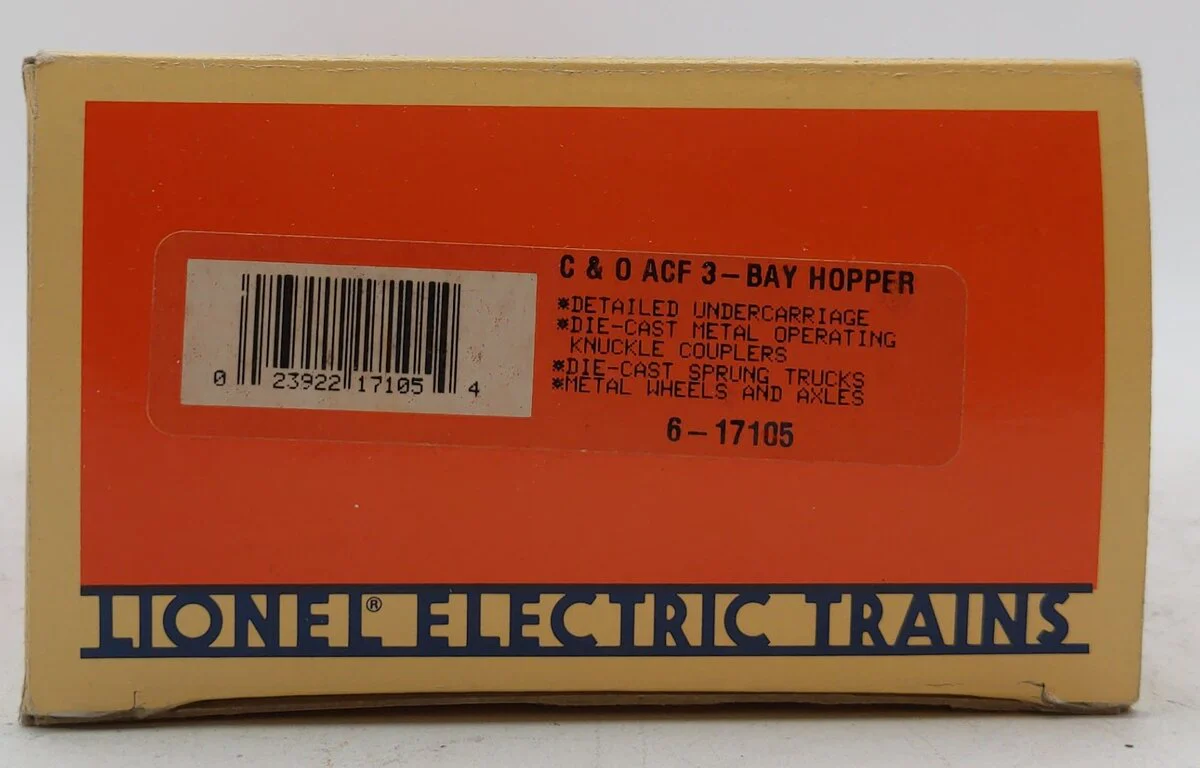 C & O ACF 3-BAY HOPPER
*DETAILED UNDERCARRIAGE
*DIE-CAST METAL OPERATING
KNUCKLE COUPLERS
*DIE-CAST SPRUNG TRUCKS
*METAL WHEELS AND AXLES
6-17105
0 23922 17105 4
LIONEL® ELECTRIC TRAINS